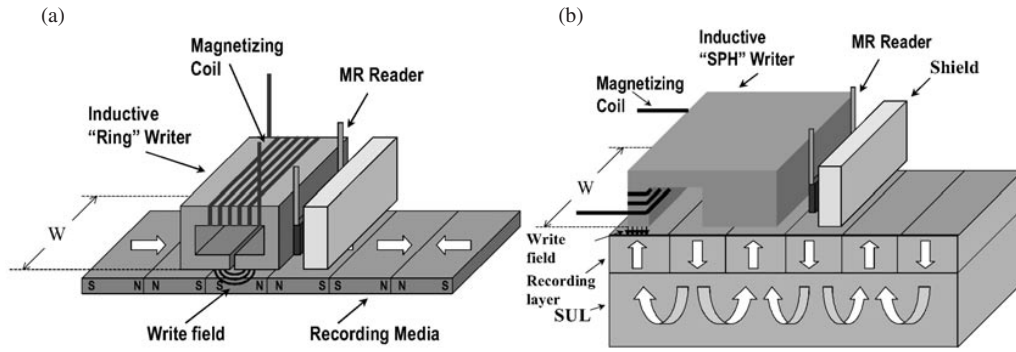 (a)
Magnetizing
Coil
MR Reader
Inductive
“Ring” Writer
W
S N N S S N N S S N N S
Write field
Recording Media
(b)
Inductive
“SPH” Writer
MR Reader
Magnetizing
Coil
Shield
W
Write
field
Recording
layer
SUL